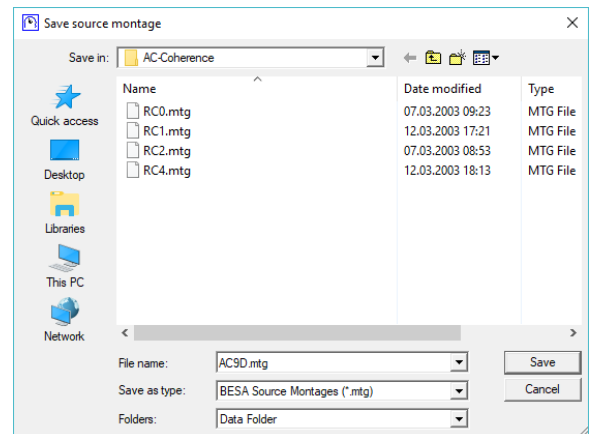 Save source montage
Save in: AC-Coherence
Name Date modified Type
RC0.mtg 07.03.2003 09:23 MTG File
RC1.mtg 12.03.2003 17:21 MTG File
RC2.mtg 07.03.2003 08:53 MTG File
RC4.mtg 12.03.2003 18:13 MTG File
Quick access
Desktop
Libraries
This PC
Network
File name: AC9D.mtg Save
Save as type: BESA Source Montages (*.mtg) Cancel
Folders: Data Folder